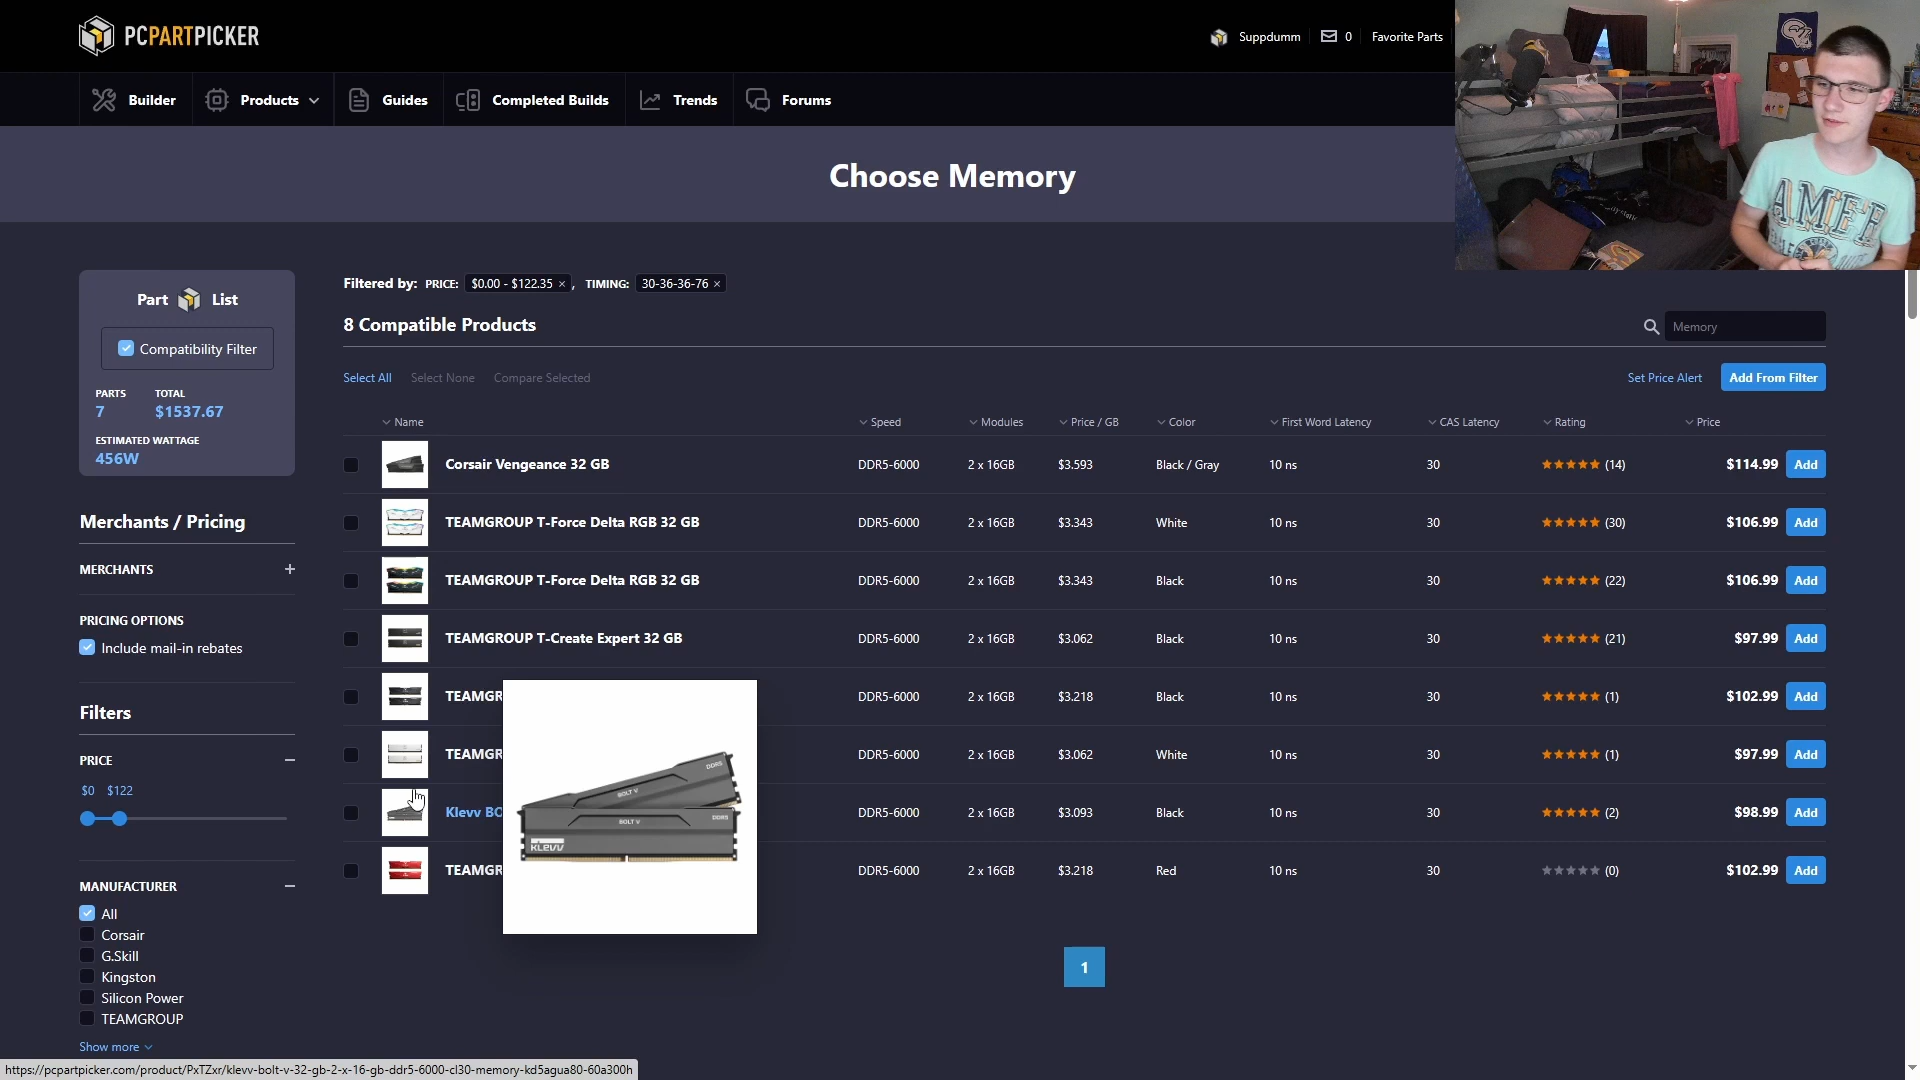 PCPARTPICKER
Suppdumm
0
Favorite Parts
Builder
Products
Guides
Completed Builds
Trends
Forums
Choose Memory
Part List
Compatibility Filter
PARTS
7
TOTAL
$1537.67
ESTIMATED WATTAGE
456W
Merchants / Pricing
MERCHANTS
PRICING OPTIONS
Include mail-in rebates
Filters
PRICE
$0 $122
MANUFACTURER
All
Corsair
G.Skill
Kingston
Silicon Power
TEAMGROUP
Show more
Filtered by: PRICE: $0.00 - $122.35 ×, TIMING: 30-36-36-76 ×
8 Compatible Products
Memory
Select All Select None Compare Selected
Set Price Alert
Add From Filter
Name Speed Modules Price / GB Color First Word Latency CAS Latency Rating Price
Corsair Vengeance 32 GB DDR5-6000 2 x 16GB $3.593 Black / Gray 10 ns 30 (14) $114.99 Add
TEAMGROUP T-Force Delta RGB 32 GB DDR5-6000 2 x 16GB $3.343 White 10 ns 30 (30) $106.99 Add
TEAMGROUP T-Force Delta RGB 32 GB DDR5-6000 2 x 16GB $3.343 Black 10 ns 30 (22) $106.99 Add
TEAMGROUP T-Create Expert 32 GB DDR5-6000 2 x 16GB $3.062 Black 10 ns 30 (21) $97.99 Add
TEAMGR DDR5-6000 2 x 16GB $3.218 Black 10 ns 30 (1) $102.99 Add
TEAMGR DDR5-6000 2 x 16GB $3.062 White 10 ns 30 (1) $97.99 Add
Klevv BO DDR5-6000 2 x 16GB $3.093 Black 10 ns 30 (2) $98.99 Add
TEAMGR DDR5-6000 2 x 16GB $3.218 Red 10 ns 30 (0) $102.99 Add
DDR5
BOLT V
BOLT V
DDR5
KLEVV
1
https://pcpartpicker.com/product/PxTZxr/klevv-bolt-v-32-gb-2-x-16-gb-ddr5-6000-cl30-memory-kd5agua80-60a300h
AMER